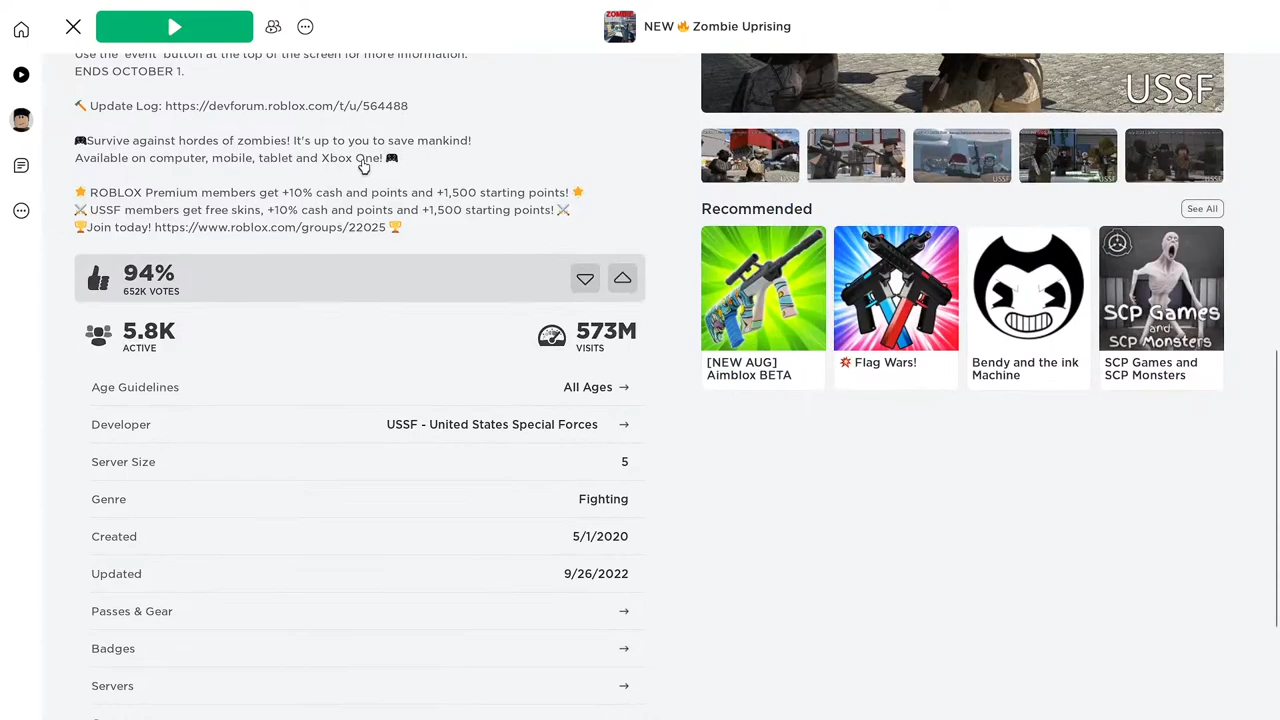 NEW 🔥 Zombie Uprising
Use the "event" button at the top of the screen for more information.
ENDS OCTOBER 1.
🔨 Update Log: https://devforum.roblox.com/t/u/564488
🎮Survive against hordes of zombies! It's up to you to save mankind!
Available on computer, mobile, tablet and Xbox One! 🎮
🌟 ROBLOX Premium members get +10% cash and points and +1,500 starting points! 🌟
⚔️ USSF members get free skins, +10% cash and points and +1,500 starting points! ⚔️
🏆Join today! https://www.roblox.com/groups/22025 🏆
94%
652K VOTES
5.8K
ACTIVE
573M
VISITS
Age Guidelines All Ages →
Developer USSF - United States Special Forces →
Server Size 5
Genre Fighting
Created 5/1/2020
Updated 9/26/2022
Passes & Gear →
Badges →
Servers →
USSF
USSF
USSF
USSF
Recommended
See All
SCP Games
and
SCP Monsters
[NEW AUG]
Aimblox BETA
💥 Flag Wars!
Bendy and the ink
Machine
SCP Games and
SCP Monsters